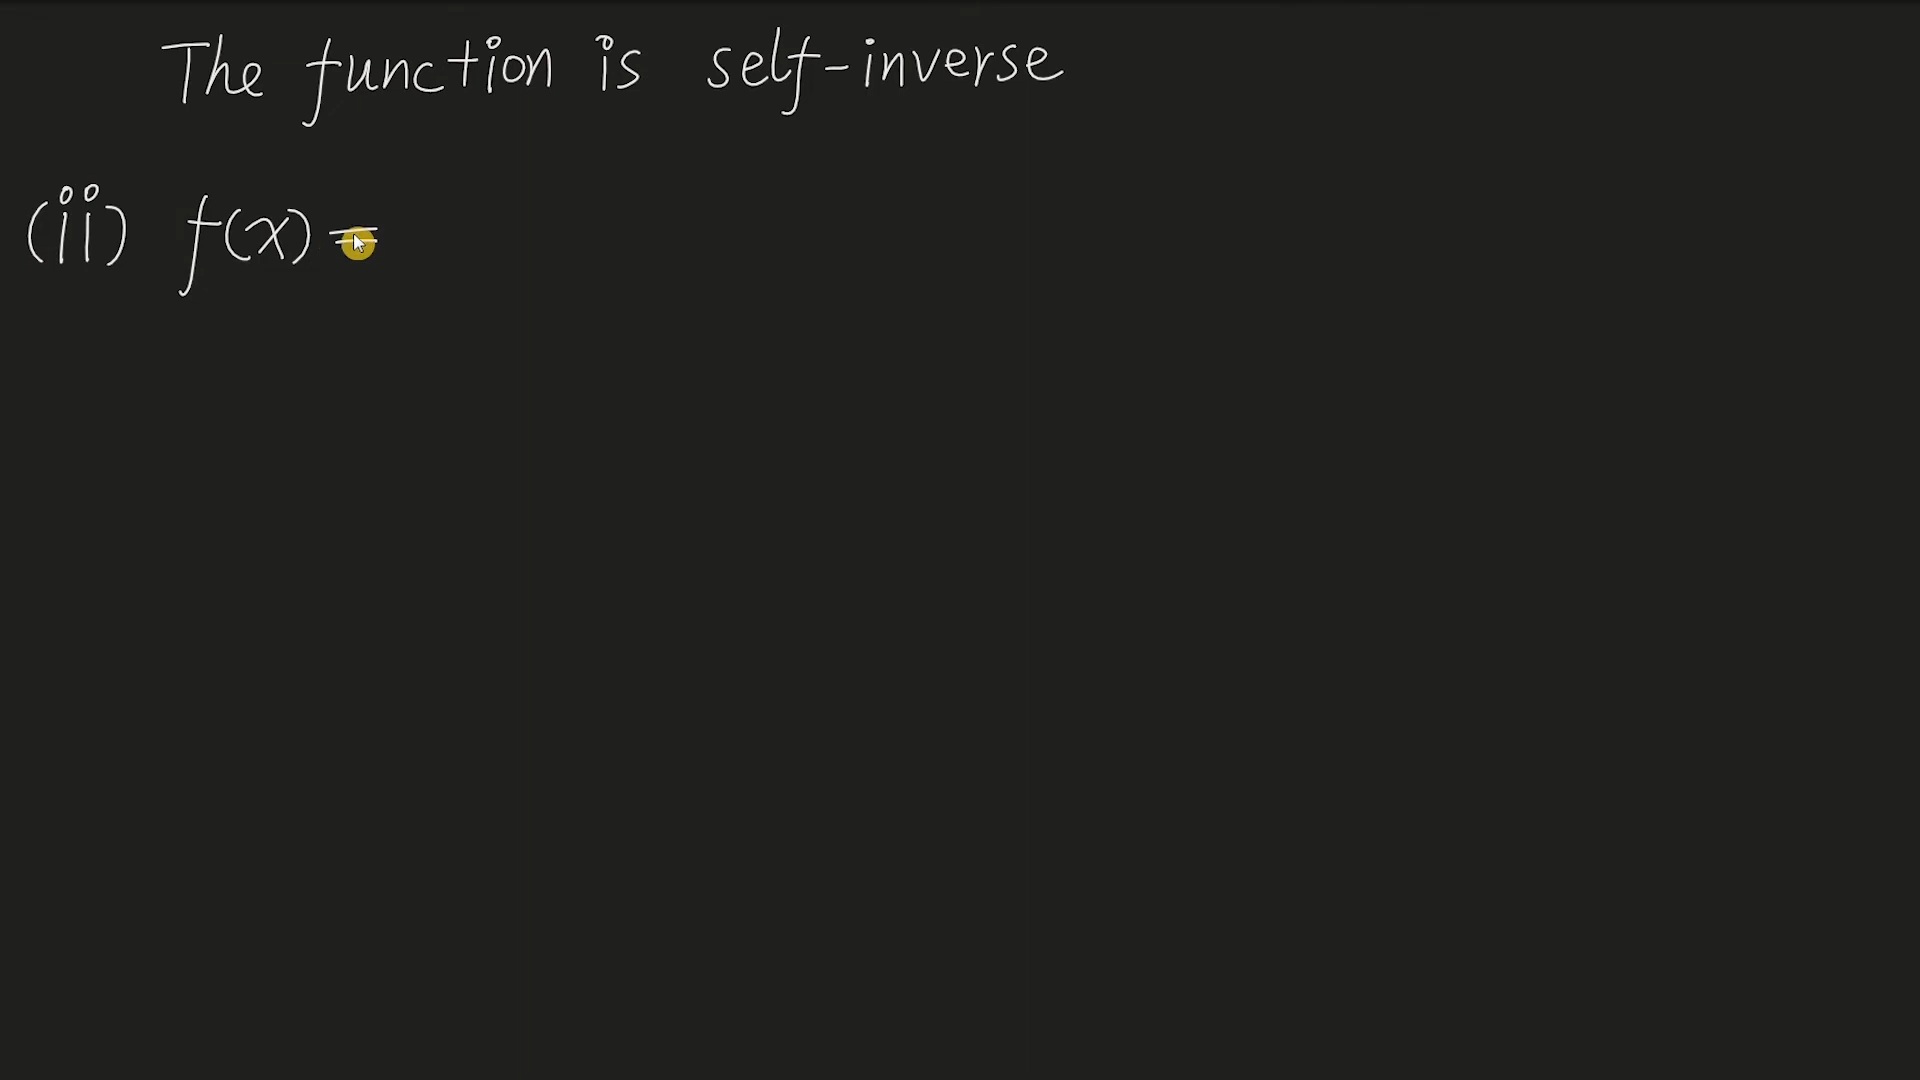 The function is self-inverse
(ii) f(x) =